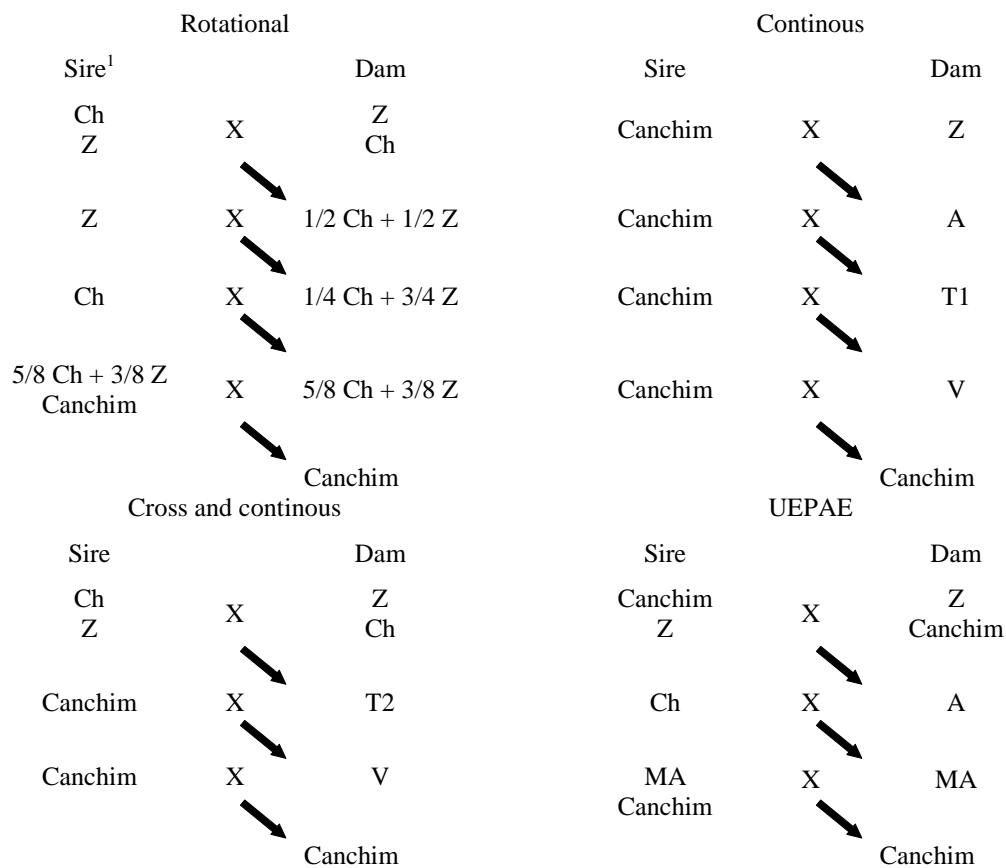 Rotational
Sire1 Dam
Ch Z
X
Z Ch
Z X 1/2 Ch + 1/2 Z
Ch X 1/4 Ch + 3/4 Z
5/8 Ch + 3/8 Z X 5/8 Ch + 3/8 Z
Canchim
Canchim
Continous
Sire Dam
Canchim X Z
Canchim X A
Canchim X T1
Canchim X V
Canchim
Cross and continous
Sire Dam
Ch Z
X
Z Ch
Canchim X T2
Canchim X V
Canchim
UEPAE
Sire Dam
Canchim Z
X
Z Canchim
Ch X A
MA X MA
Canchim
Canchim